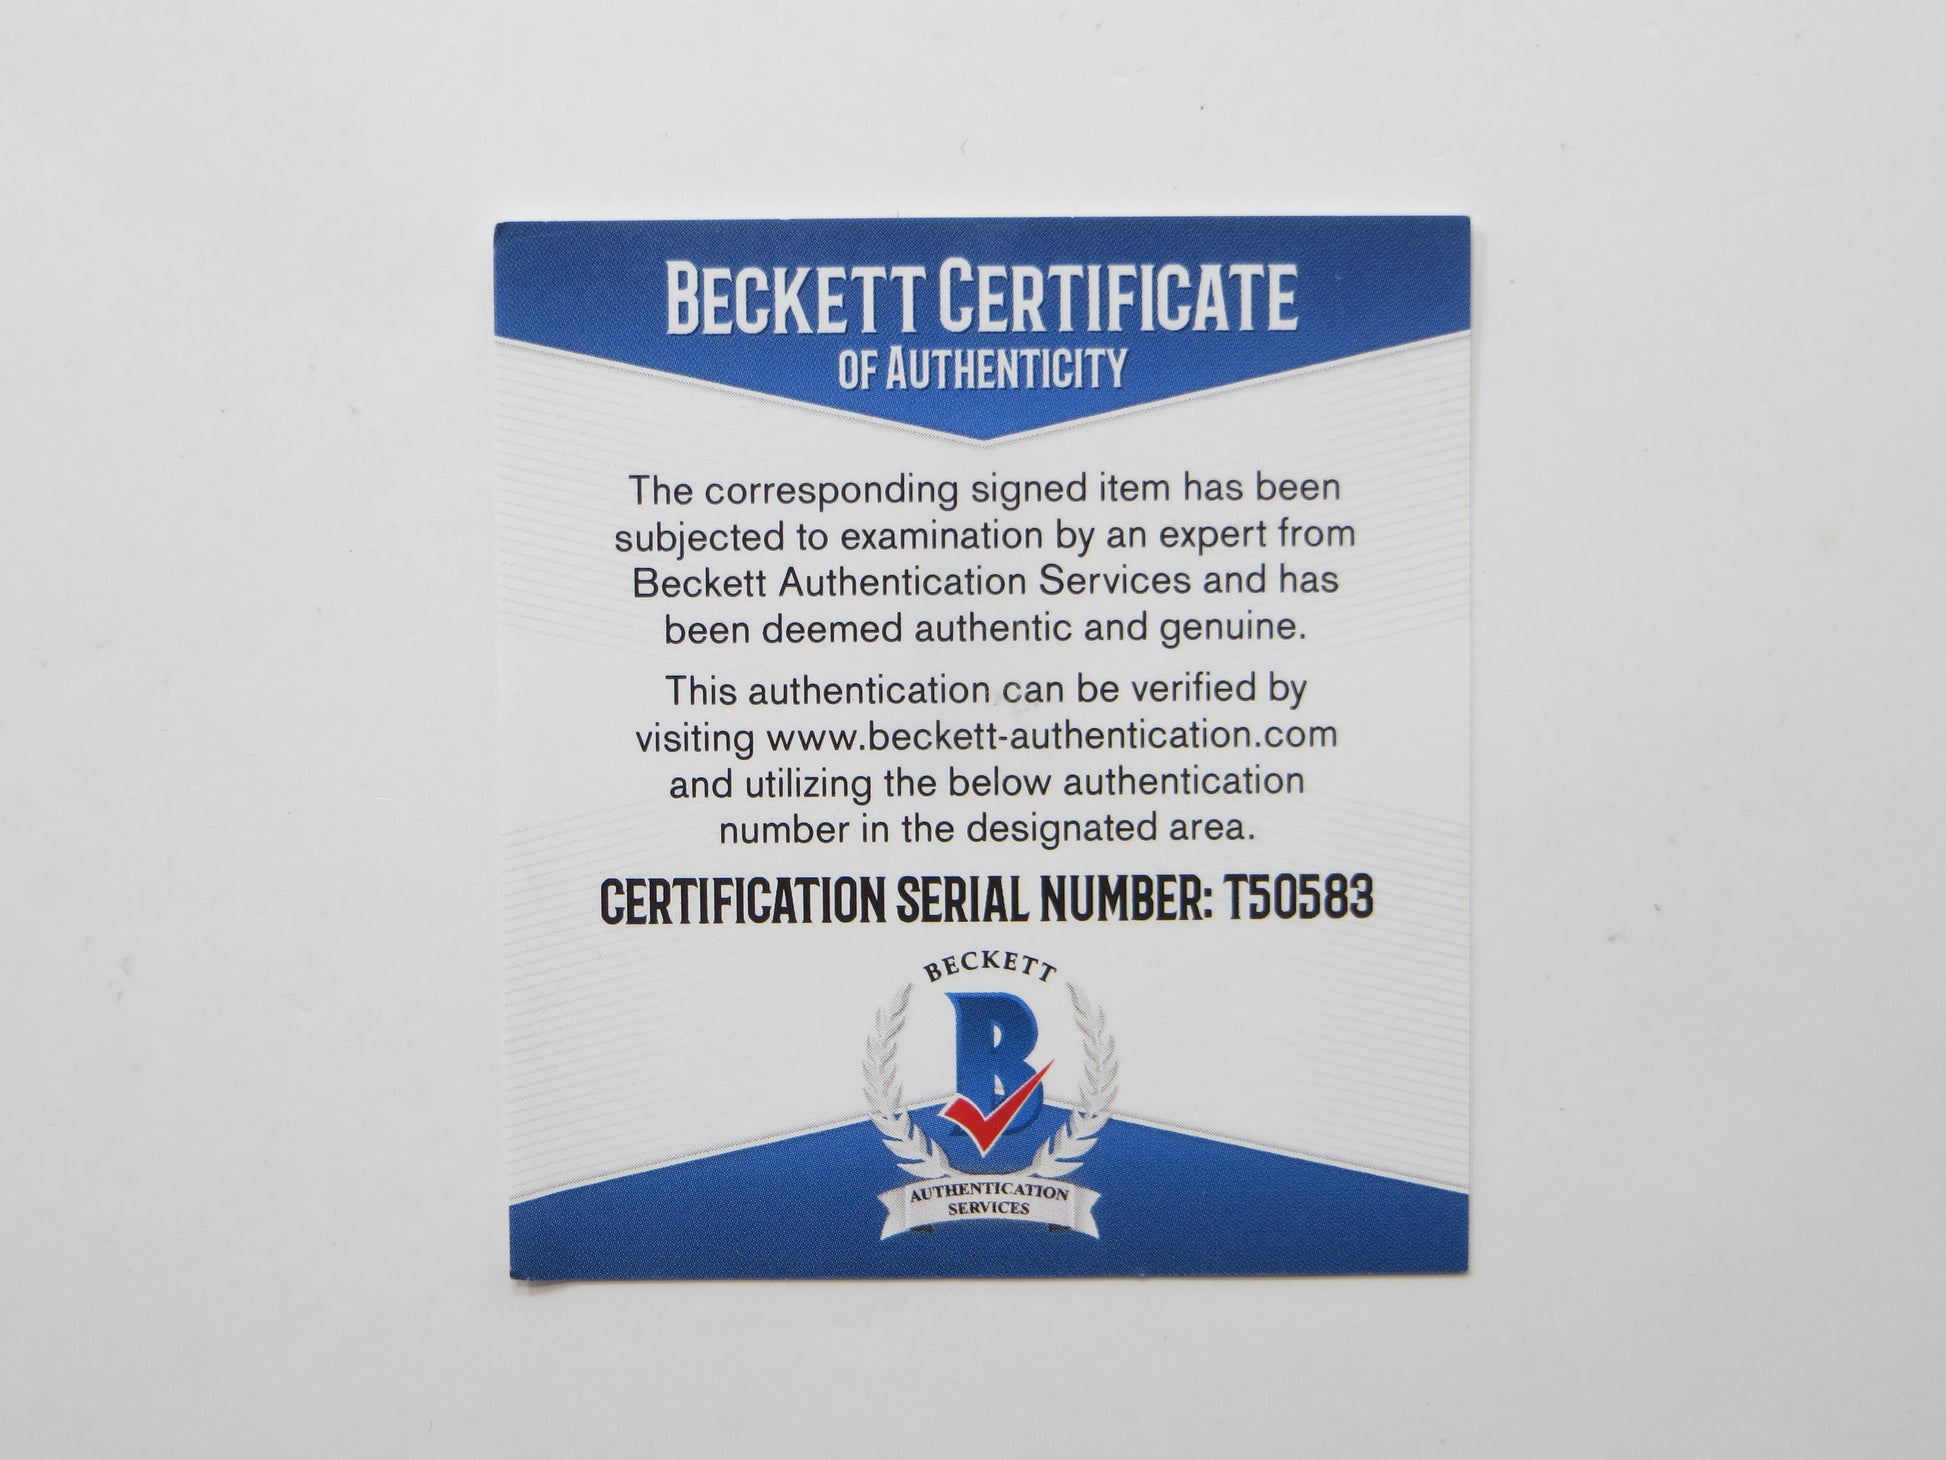 BECKETT CERTIFICATE
OF AUTHENTICITY
The corresponding signed item has been
subjected to examination by an expert from
Beckett Authentication Services and has
been deemed authentic and genuine.
This authentication can be verified by
visiting www.beckett-authentication.com
and utilizing the below authentication
number in the designated area.
CERTIFICATION SERIAL NUMBER: T50583
BECKETT
B
AUTHENTICATION
SERVICES